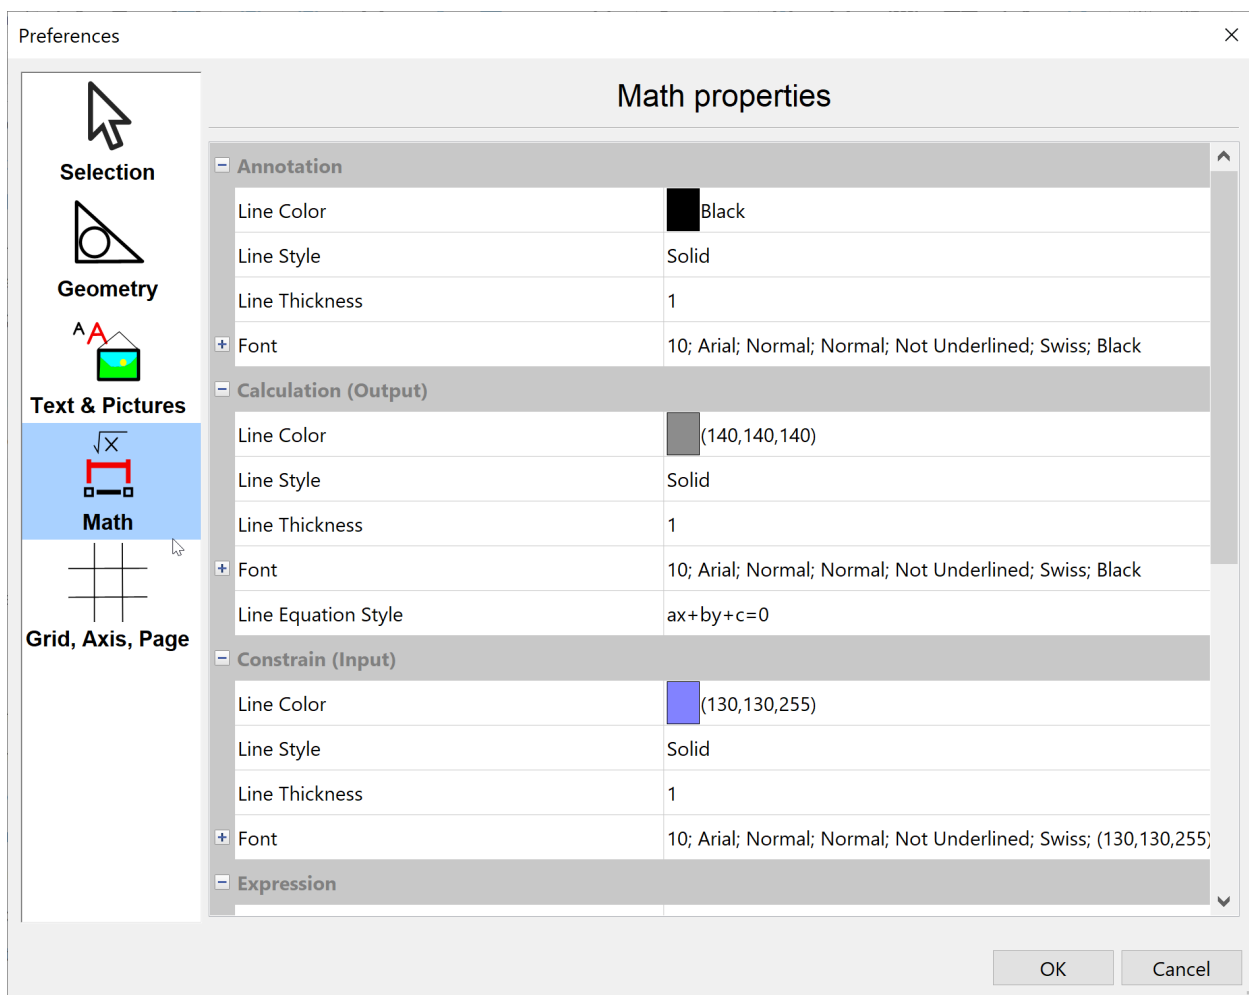 Preferences
Selection
Geometry
A A
Text & Pictures
√X
Math
Grid, Axis, Page
Math properties
Annotation
Line Color Black
Line Style Solid
Line Thickness 1
Font 10; Arial; Normal; Normal; Not Underlined; Swiss; Black
Calculation (Output)
Line Color (140,140,140)
Line Style Solid
Line Thickness 1
Font 10; Arial; Normal; Normal; Not Underlined; Swiss; Black
Line Equation Style ax+by+c=0
Constrain (Input)
Line Color (130,130,255)
Line Style Solid
Line Thickness 1
Font 10; Arial; Normal; Normal; Not Underlined; Swiss; (130,130,255)
Expression
OK Cancel